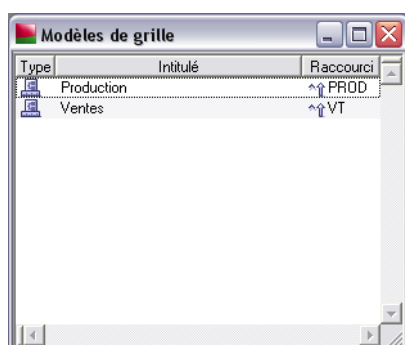 Modèles de grille
Type Intitulé Raccourci
Production ^⇧ PROD
Ventes ^⇧ VT